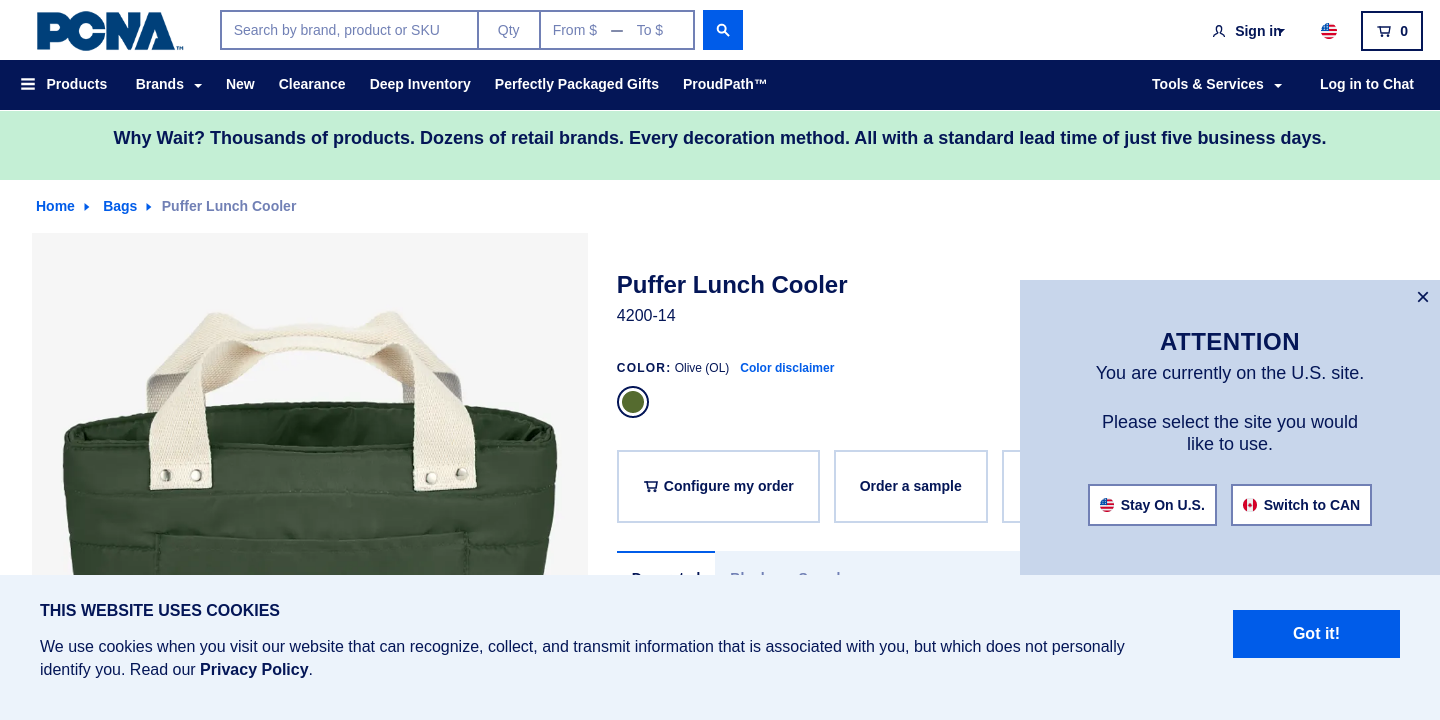 PCNA™
Search by brand, product or SKU
Qty
From $ — To $
Sign in
0
Products
Brands
New
Clearance
Deep Inventory
Perfectly Packaged Gifts
ProudPath™
Tools & Services
Log in to Chat
Why Wait? Thousands of products. Dozens of retail brands. Every decoration method. All with a standard lead time of just five business days.
Home
Bags
Puffer Lunch Cooler
Puffer Lunch Cooler
4200-14
COLOR: Olive (OL) Color disclaimer
Configure my order
Order a sample
×
ATTENTION
You are currently on the U.S. site.
Please select the site you would
like to use.
Stay On U.S.
Switch to CAN
THIS WEBSITE USES COOKIES
We use cookies when you visit our website that can recognize, collect, and transmit information that is associated with you, but which does not personally
identify you. Read our Privacy Policy.
Got it!